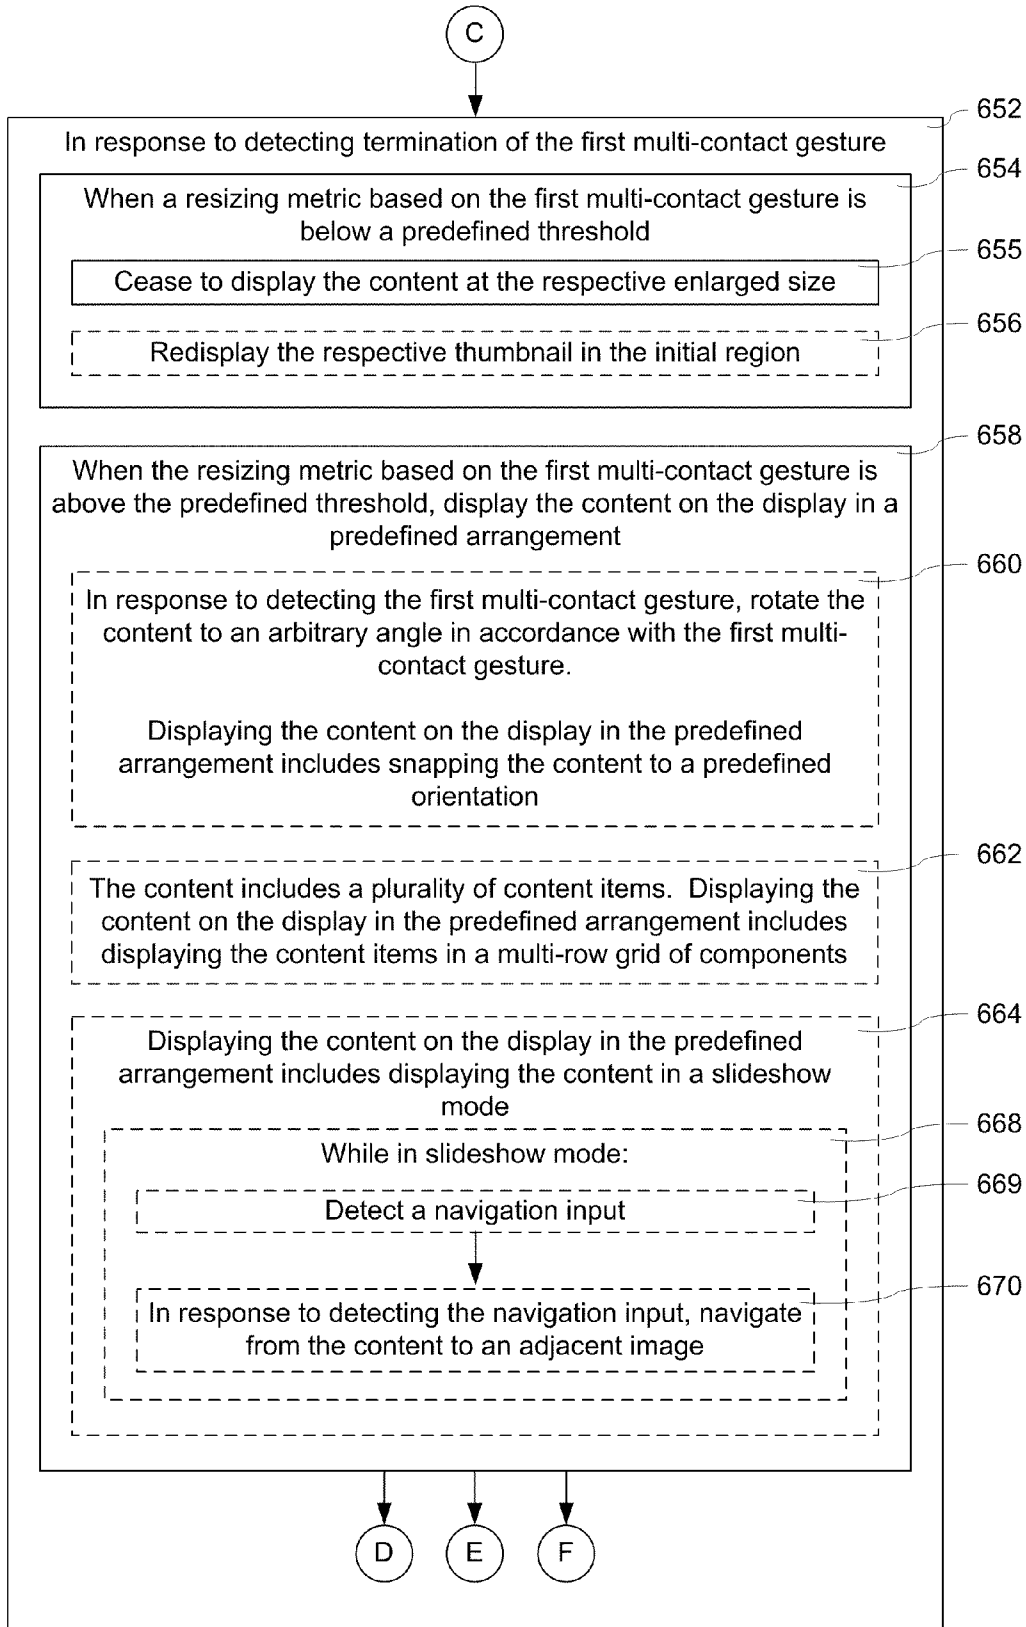 C
652
In response to detecting termination of the first multi-contact gesture
654
When a resizing metric based on the first multi-contact gesture is
below a predefined threshold
655
Cease to display the content at the respective enlarged size
656
Redisplay the respective thumbnail in the initial region
658
When the resizing metric based on the first multi-contact gesture is
above the predefined threshold, display the content on the display in a
predefined arrangement
660
In response to detecting the first multi-contact gesture, rotate the
content to an arbitrary angle in accordance with the first multi-
contact gesture.
Displaying the content on the display in the predefined
arrangement includes snapping the content to a predefined
orientation
662
The content includes a plurality of content items.  Displaying the
content on the display in the predefined arrangement includes
displaying the content items in a multi-row grid of components
664
Displaying the content on the display in the predefined
arrangement includes displaying the content in a slideshow
mode
668
While in slideshow mode:
669
Detect a navigation input
670
In response to detecting the navigation input, navigate
from the content to an adjacent image
D
E
F